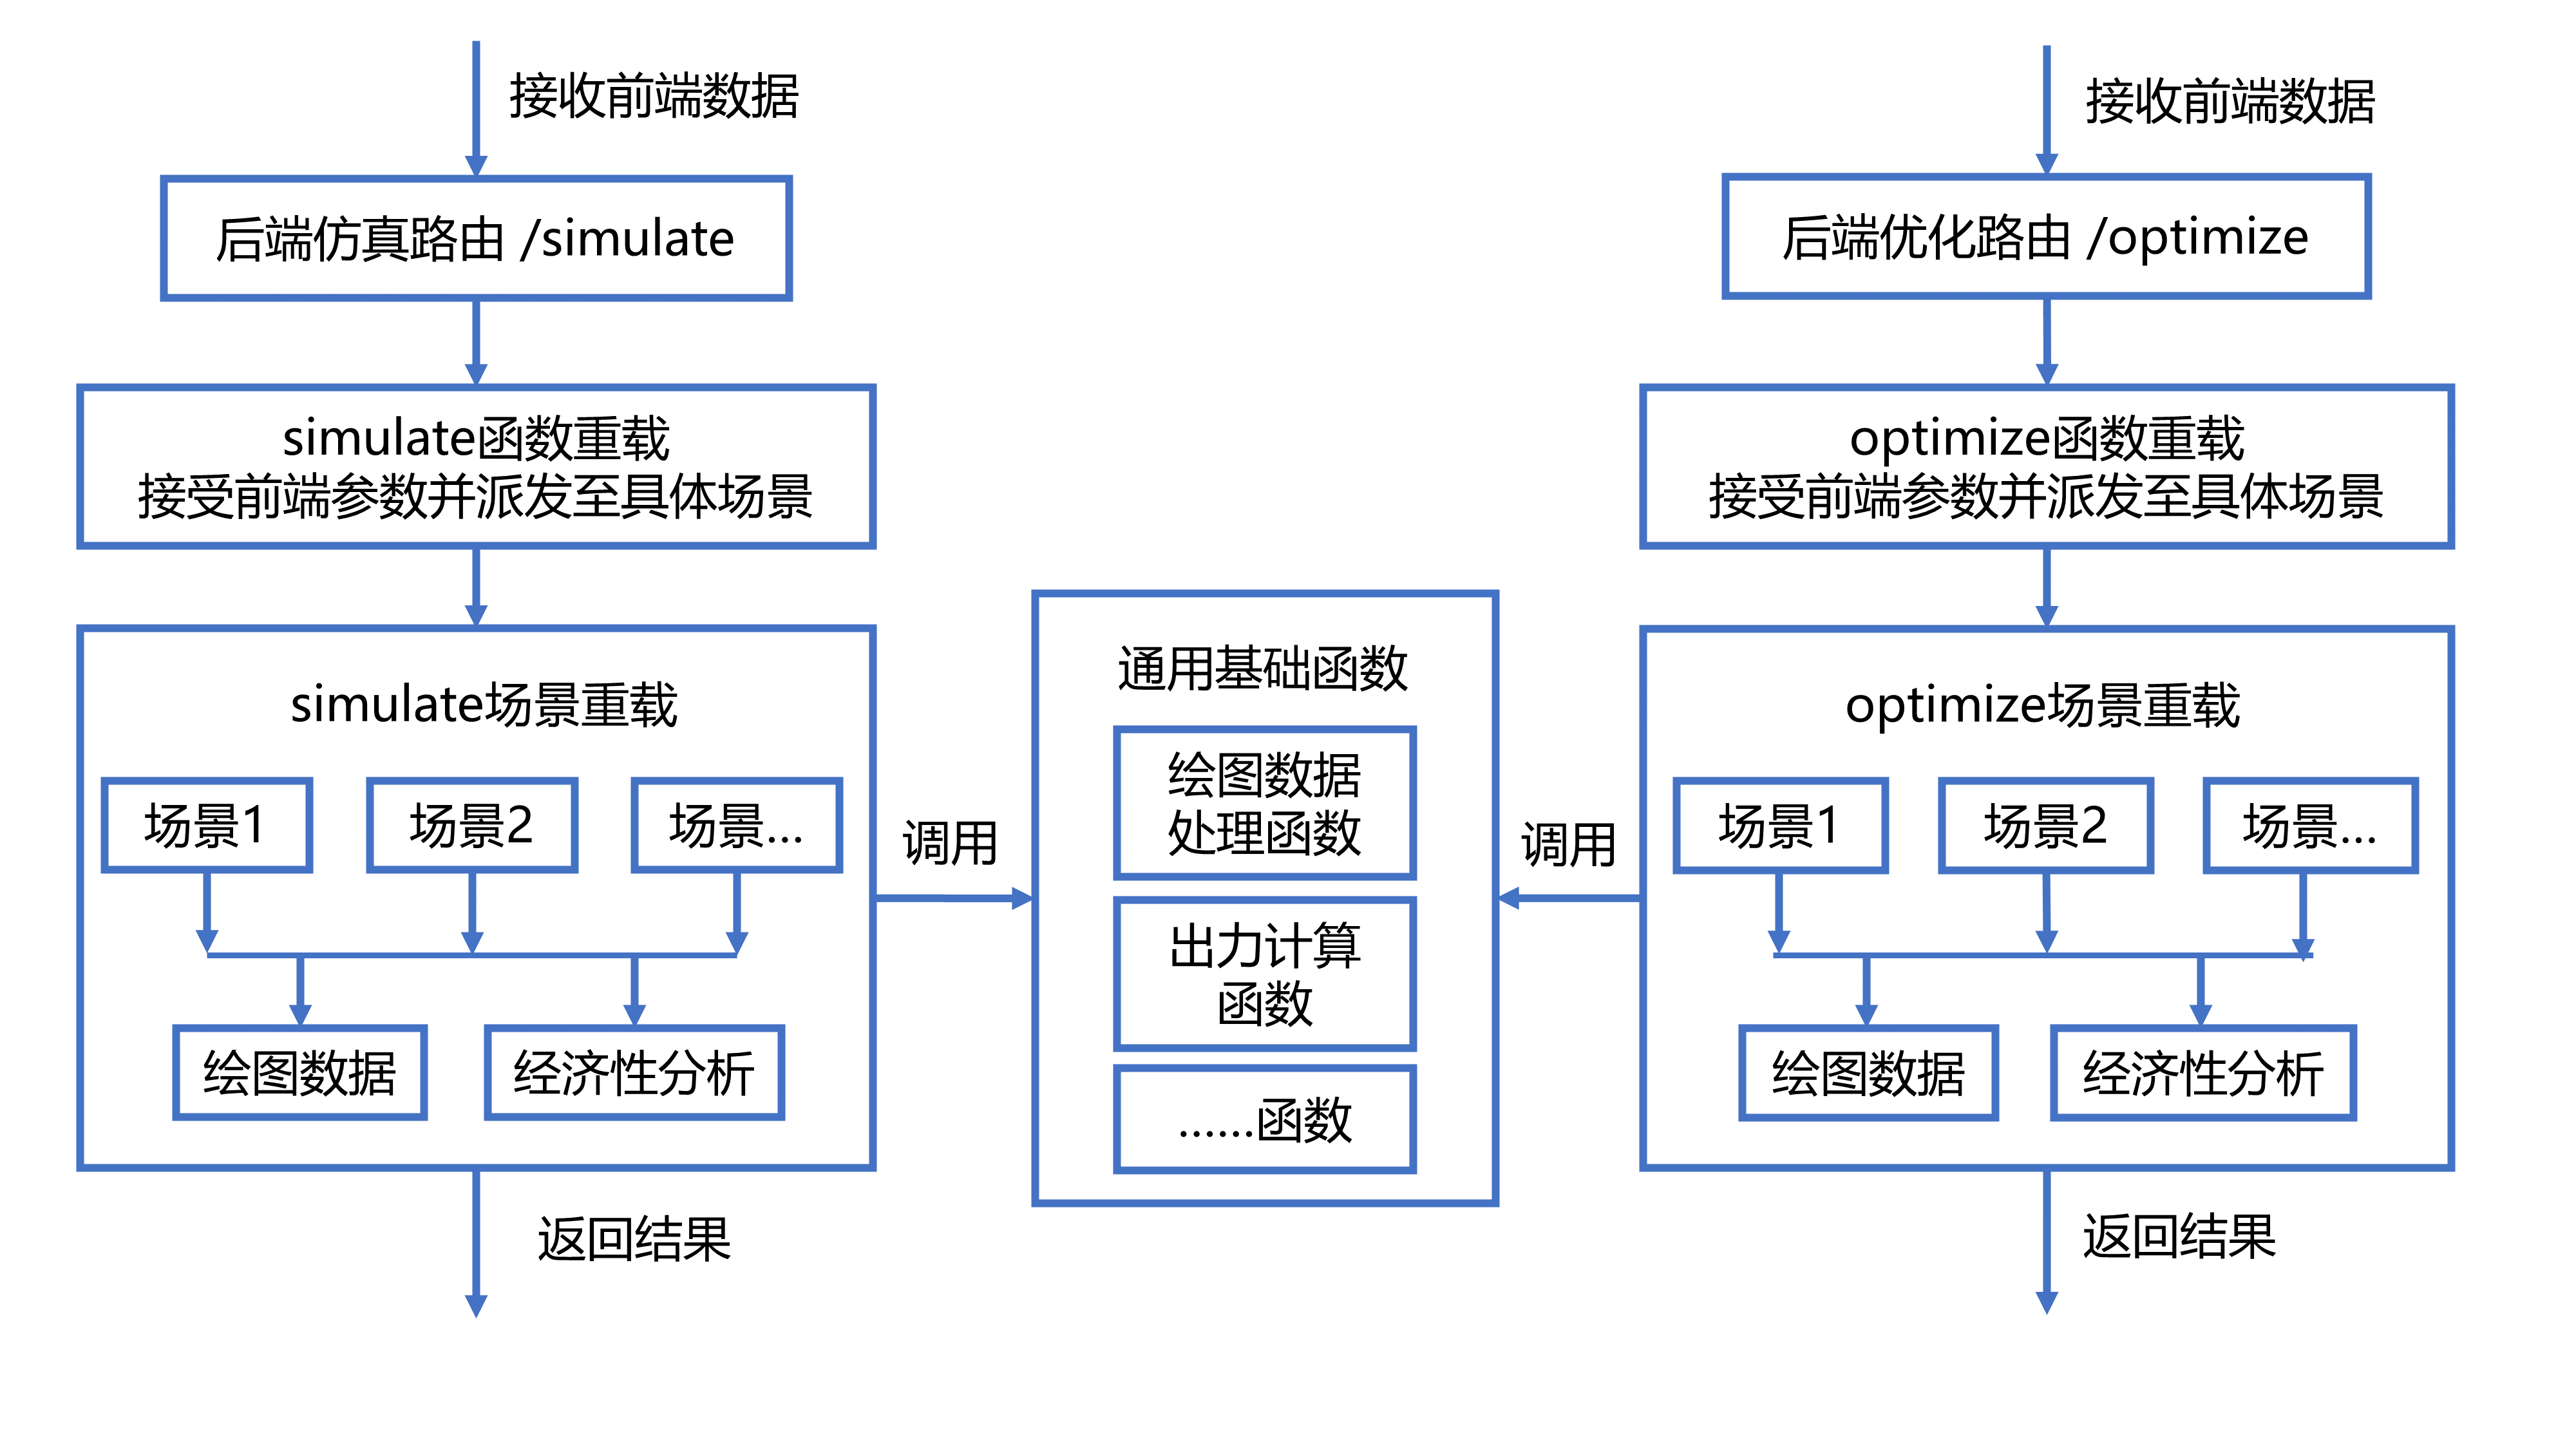 接收前端数据
后端仿真路由 /simulate
simulate函数重载
接受前端参数并派发至具体场景
simulate场景重载
场景1
场景2
场景...
绘图数据
经济性分析
返回结果
调用
通用基础函数
绘图数据
处理函数
出力计算
函数
......函数
调用
接收前端数据
后端优化路由 /optimize
optimize函数重载
接受前端参数并派发至具体场景
optimize场景重载
场景1
场景2
场景...
绘图数据
经济性分析
返回结果